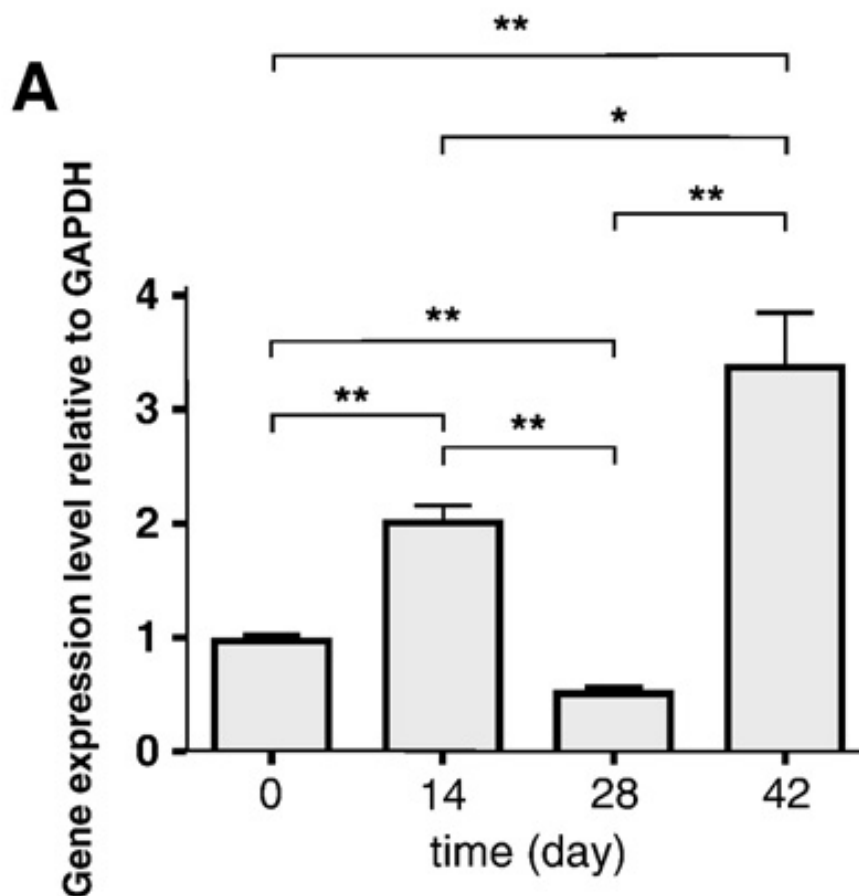 **
A
*
**
Gene expression level relative to GAPDH
4
**
3
**
**
2
1
0
0 14 28 42
time (day)